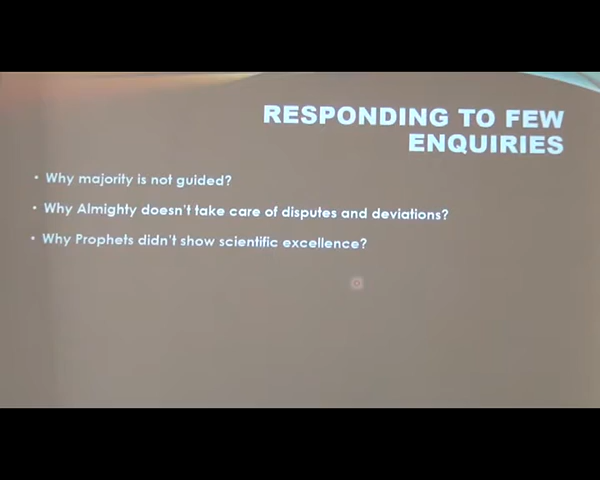 RESPONDING TO FEW
ENQUIRIES
• Why majority is not guided?
• Why Almighty doesn't take care of disputes and deviations?
• Why Prophets didn't show scientific excellence?